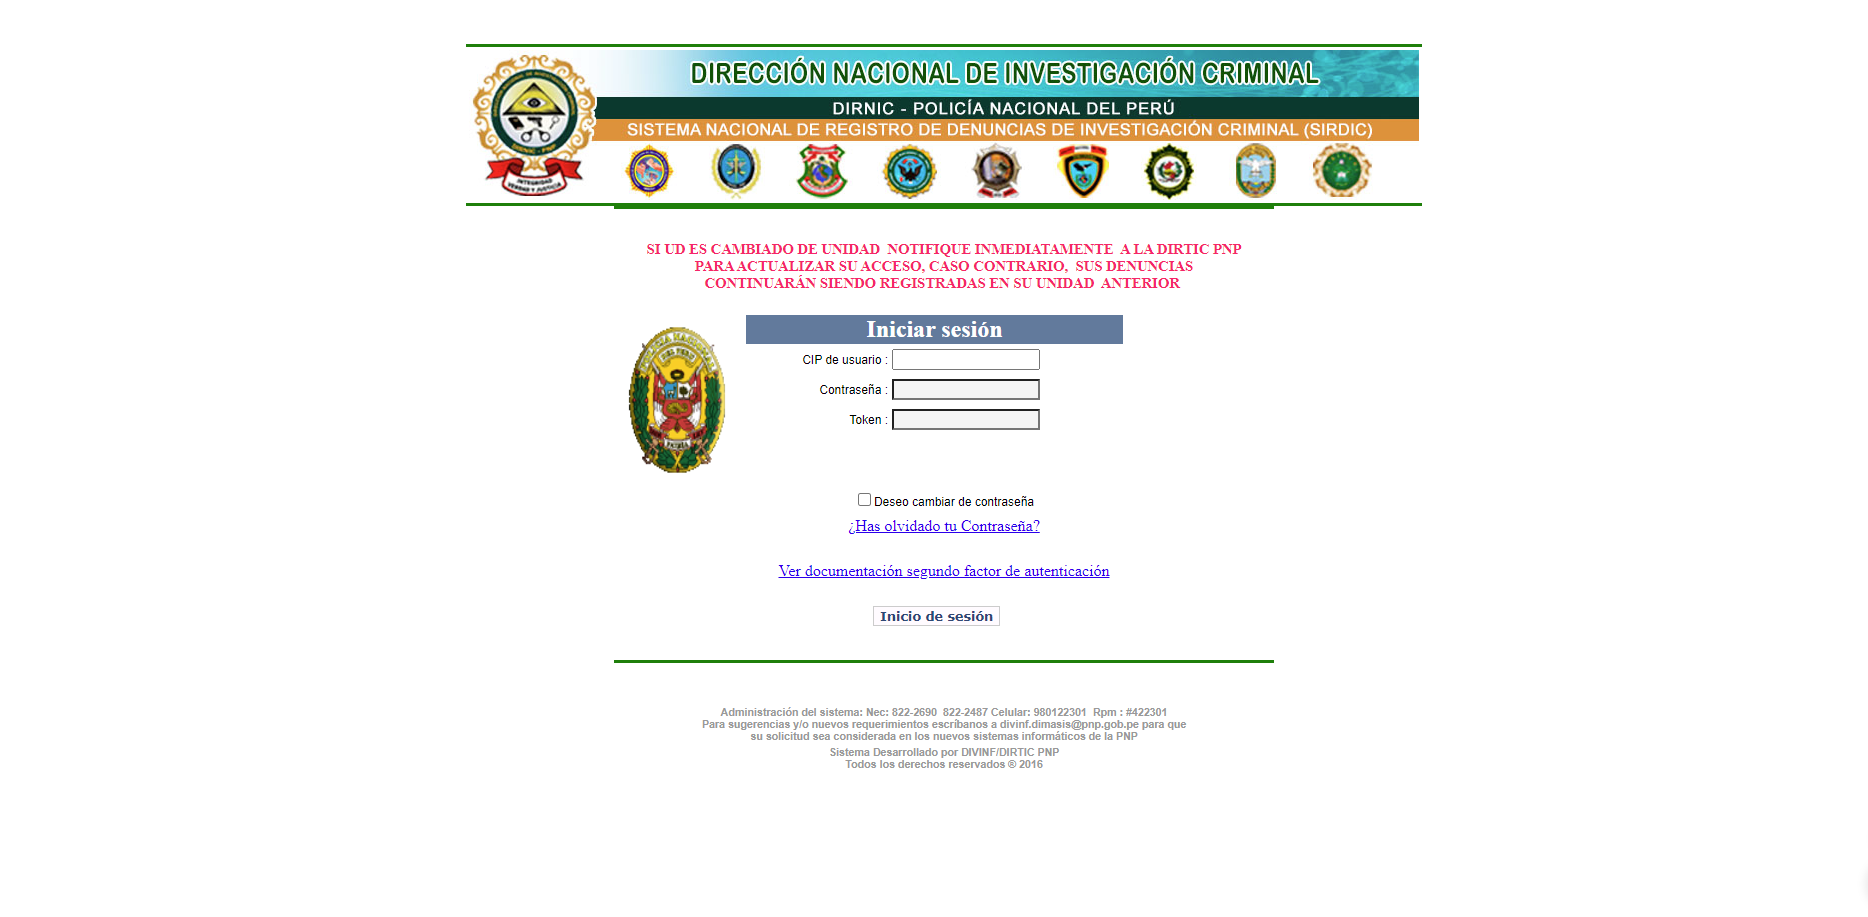 DIRECCIÓN NACIONAL DE INVESTIGACIÓN CRIMINAL
DIRNIC - POLICÍA NACIONAL DEL PERÚ
SISTEMA NACIONAL DE REGISTRO DE DENUNCIAS DE INVESTIGACIÓN CRIMINAL (SIRDIC)
DIRNIC - PNP
INTEGRIDAD
VERDAD Y JUSTICIA
SI UD ES CAMBIADO DE UNIDAD NOTIFIQUE INMEDIATAMENTE A LA DIRTIC PNP
PARA ACTUALIZAR SU ACCESO, CASO CONTRARIO, SUS DENUNCIAS
CONTINUARÁN SIENDO REGISTRADAS EN SU UNIDAD ANTERIOR
Iniciar sesión
CIP de usuario :
Contraseña :
Token :
PATRIA
Deseo cambiar de contraseña
¿Has olvidado tu Contraseña?
Ver documentación segundo factor de autenticación
Inicio de sesión
Administración del sistema: Nec: 822-2690 822-2487 Celular: 980122301 Rpm : #422301
Para sugerencias y/o nuevos requerimientos escríbanos a divinf.dimasis@pnp.gob.pe para que
su solicitud sea considerada en los nuevos sistemas informáticos de la PNP
Sistema Desarrollado por DIVINF/DIRTIC PNP
Todos los derechos reservados ® 2016